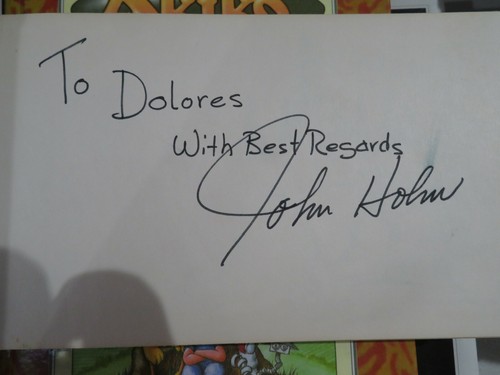 To Dolores
With Best Regards
John Holm